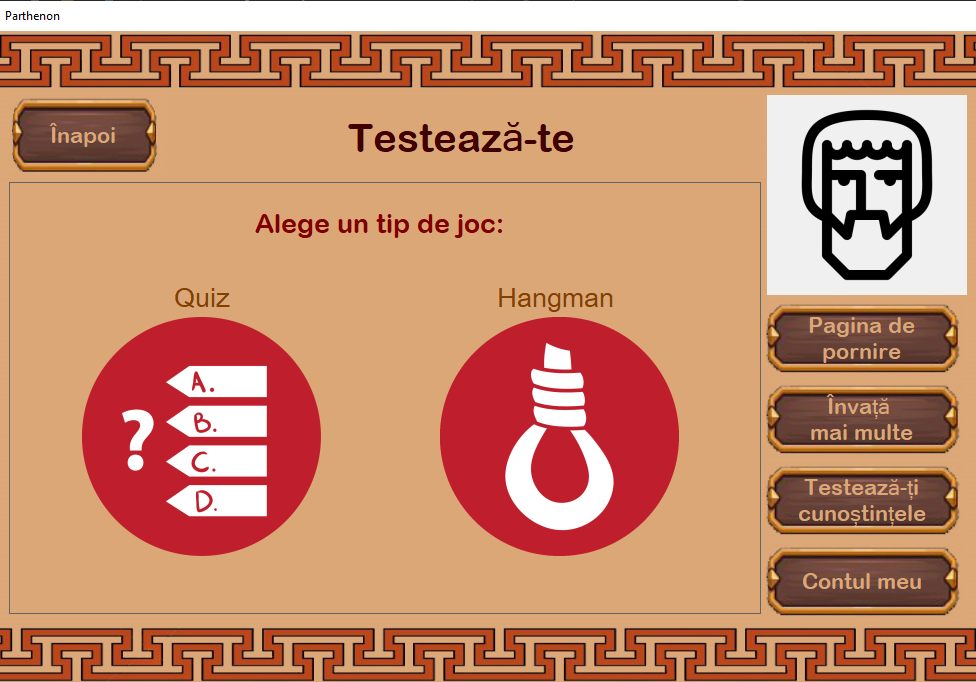 Parthenon
Înapoi
Testează-te
Alege un tip de joc:
Quiz
Hangman
?
A.
B.
C.
D.
Pagina de
pornire
Învață
mai multe
Testează-ți
cunoștințele
Contul meu